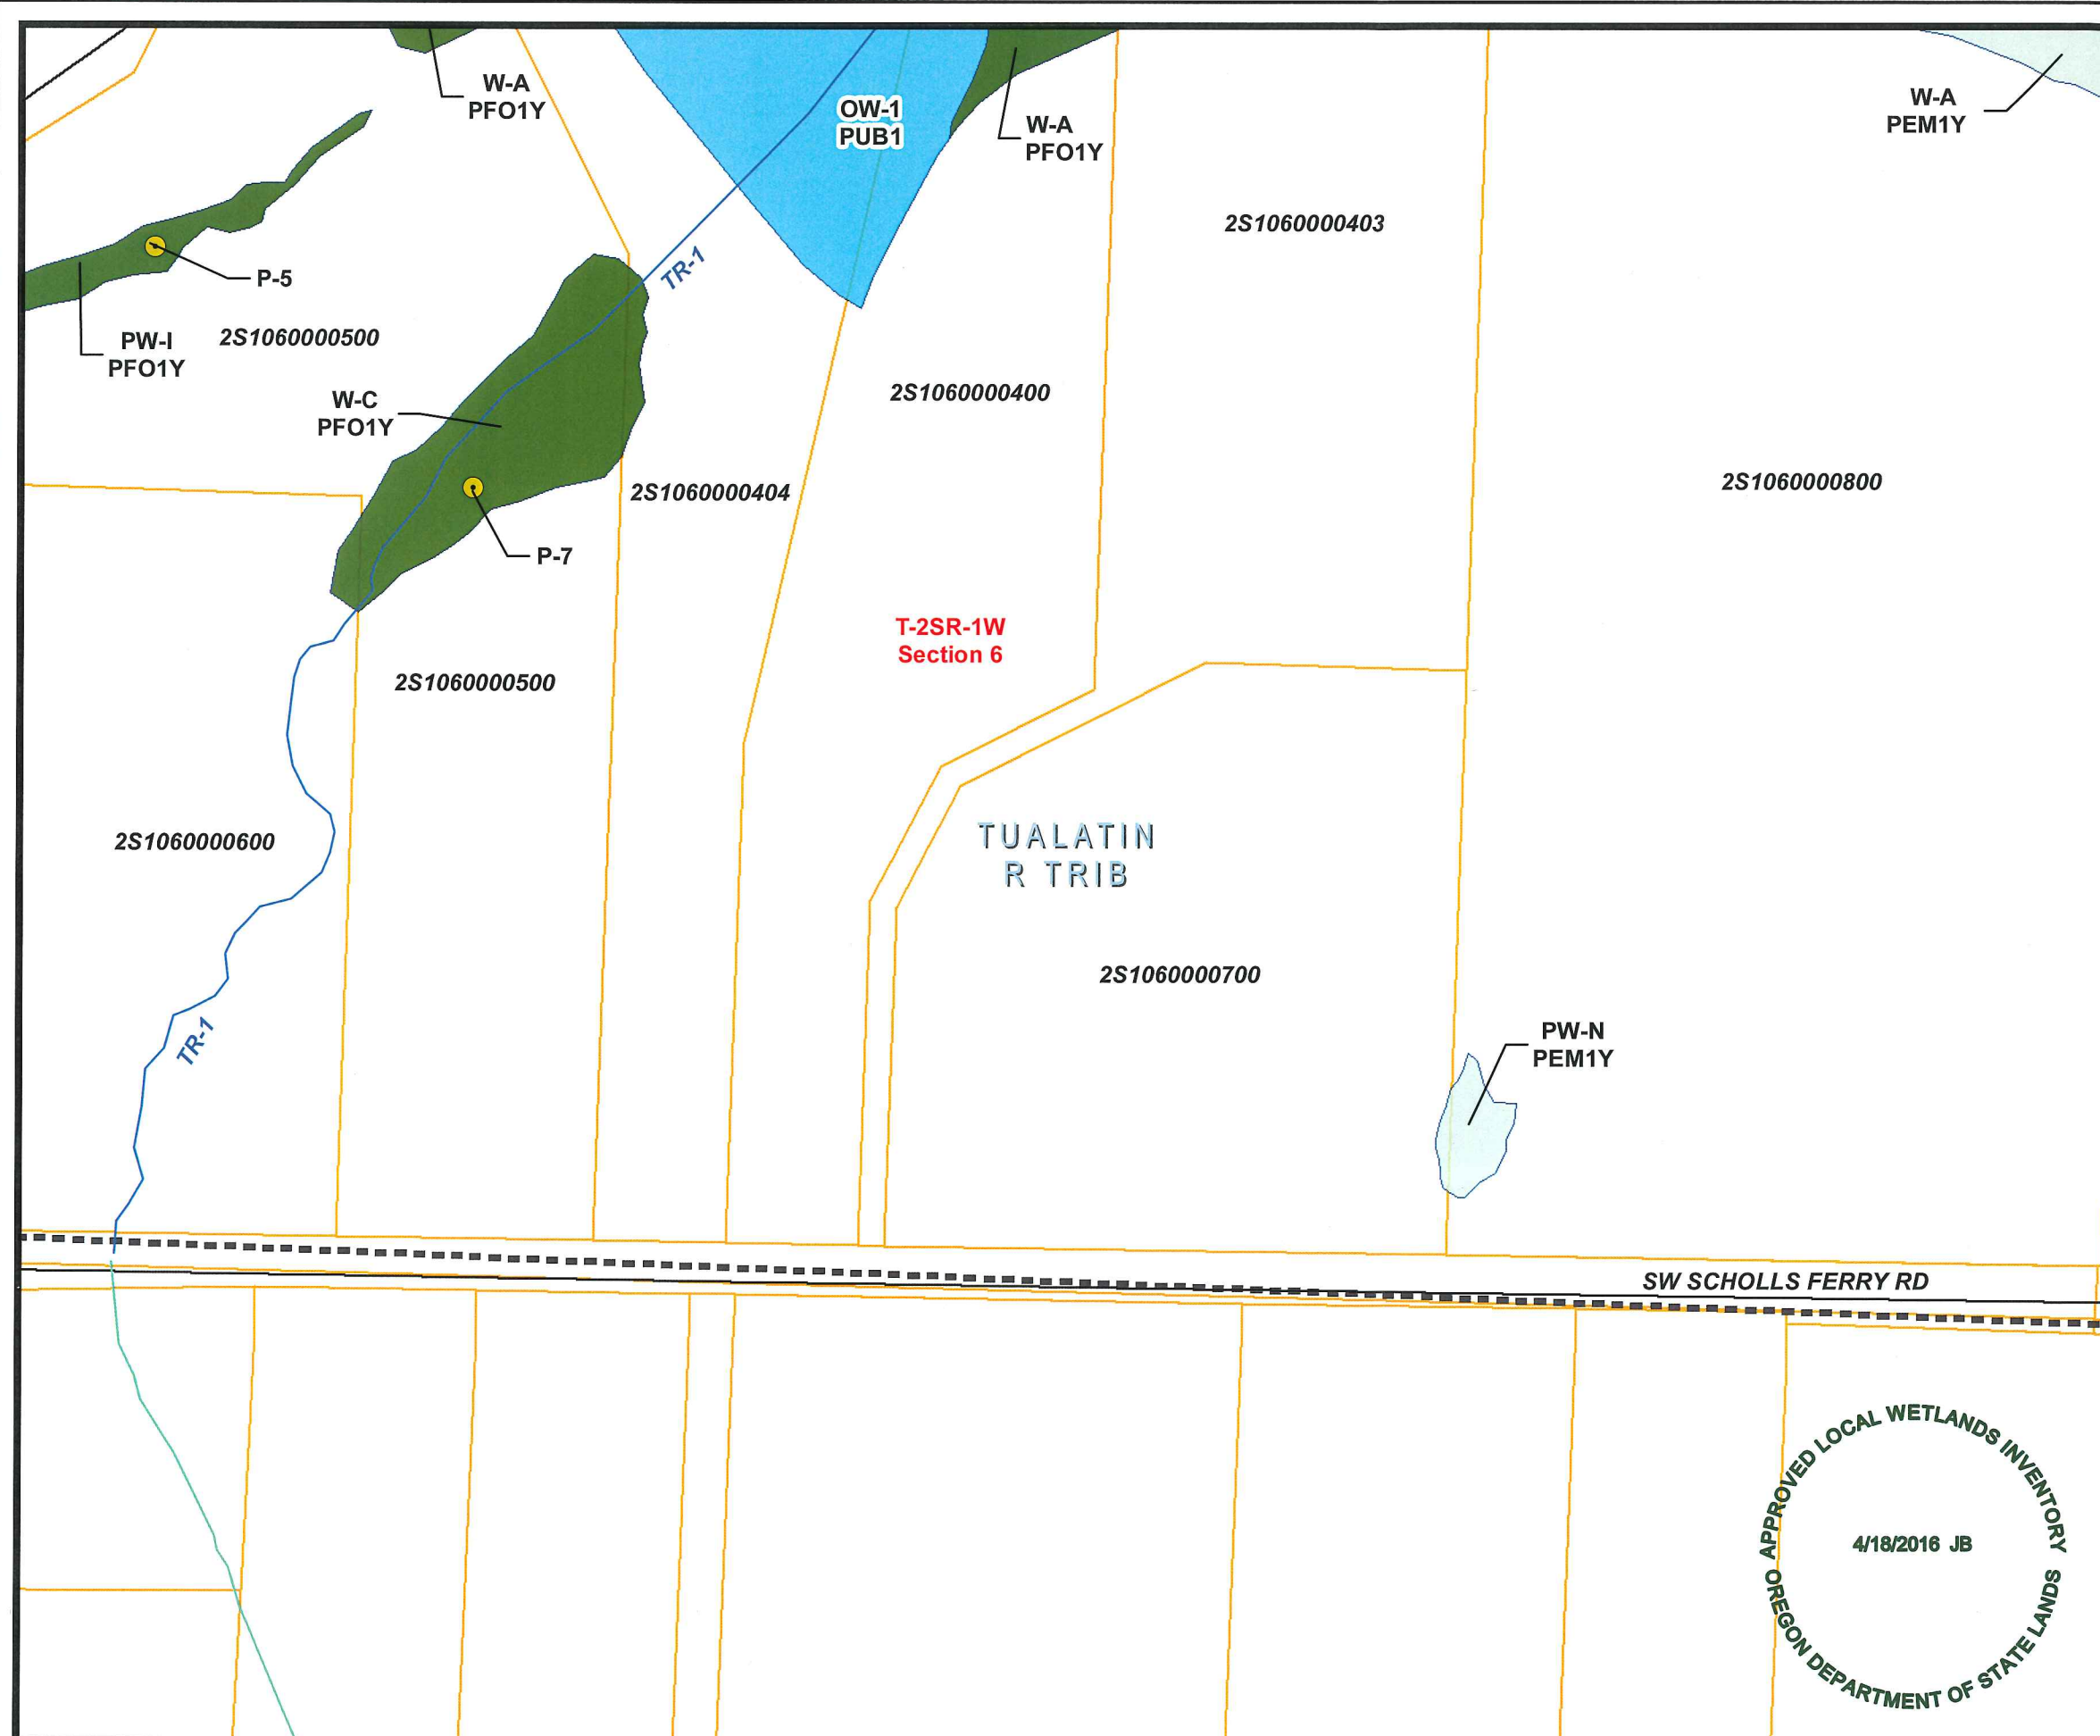 W-A
PFO1Y
OW-1
PUB1
W-A
PFO1Y
W-A
PEM1Y
2S1060000403
P-5
TR-1
PW-I
PFO1Y
2S1060000500
W-C
PFO1Y
2S1060000400
2S1060000404
2S1060000800
P-7
T-2SR-1W
Section 6
2S1060000500
2S1060000600
TUALATIN
R TRIB
2S1060000700
TR-1
PW-N
PEM1Y
SW SCHOLLS FERRY RD
APPROVED LOCAL WETLANDS INVENTORY
4/18/2016 JB
OREGON DEPARTMENT OF STATE LANDS